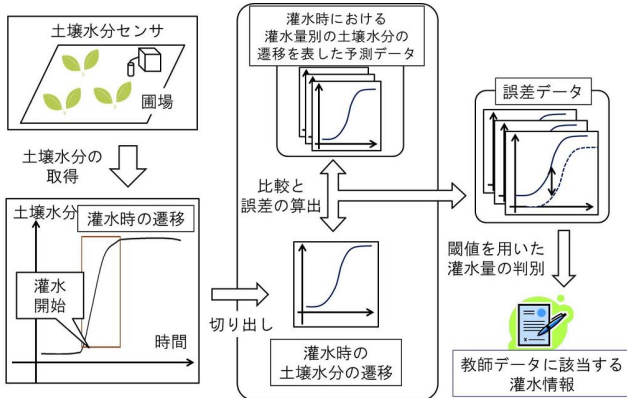 土壌水分センサ
圃場
土壌水分の
取得
土壌水分
灌水時の遷移
灌水
開始
時間
切り出し
灌水時における
灌水量別の土壌水分の
遷移を表した予測データ
比較と
誤差の算出
灌水時の
土壌水分の遷移
誤差データ
閾値を用いた
灌水量の判別
教師データに該当する
灌水情報